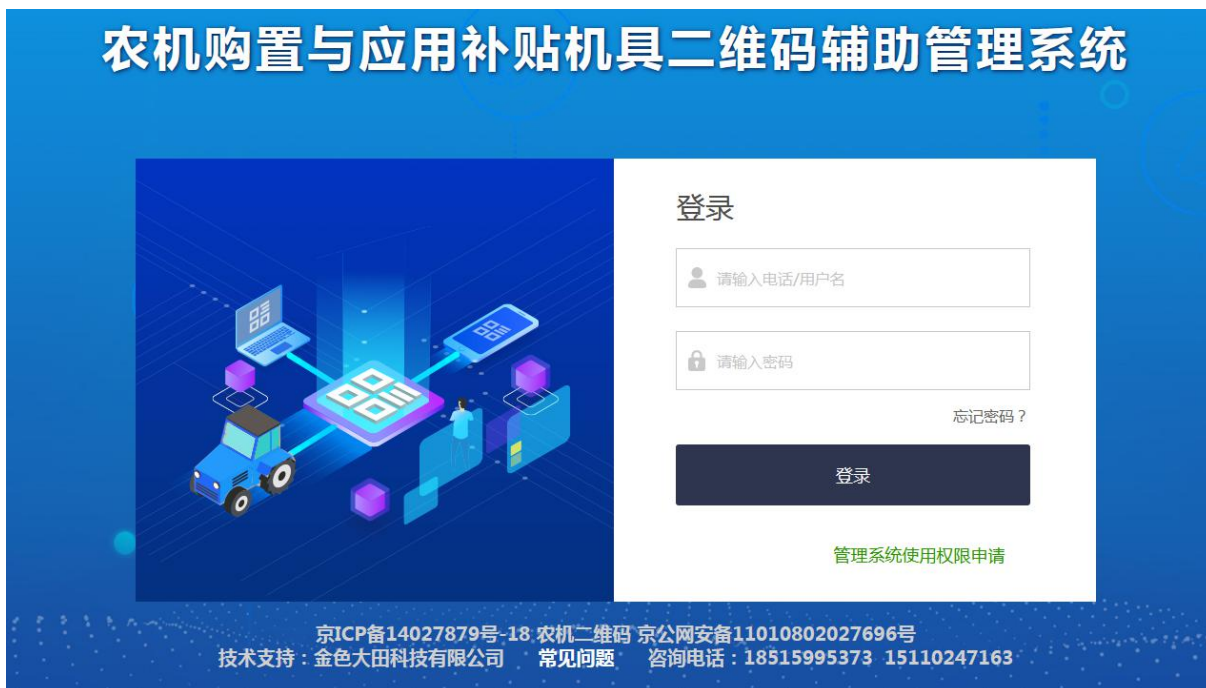 农机购置与应用补贴机具二维码辅助管理系统
登录
请输入电话/用户名
请输入密码
忘记密码？
登录
管理系统使用权限申请
京ICP备14027879号-18 农机二维码 京公网安备11010802027696号
技术支持：金色大田科技有限公司 常见问题 咨询电话：18515995373 15110247163